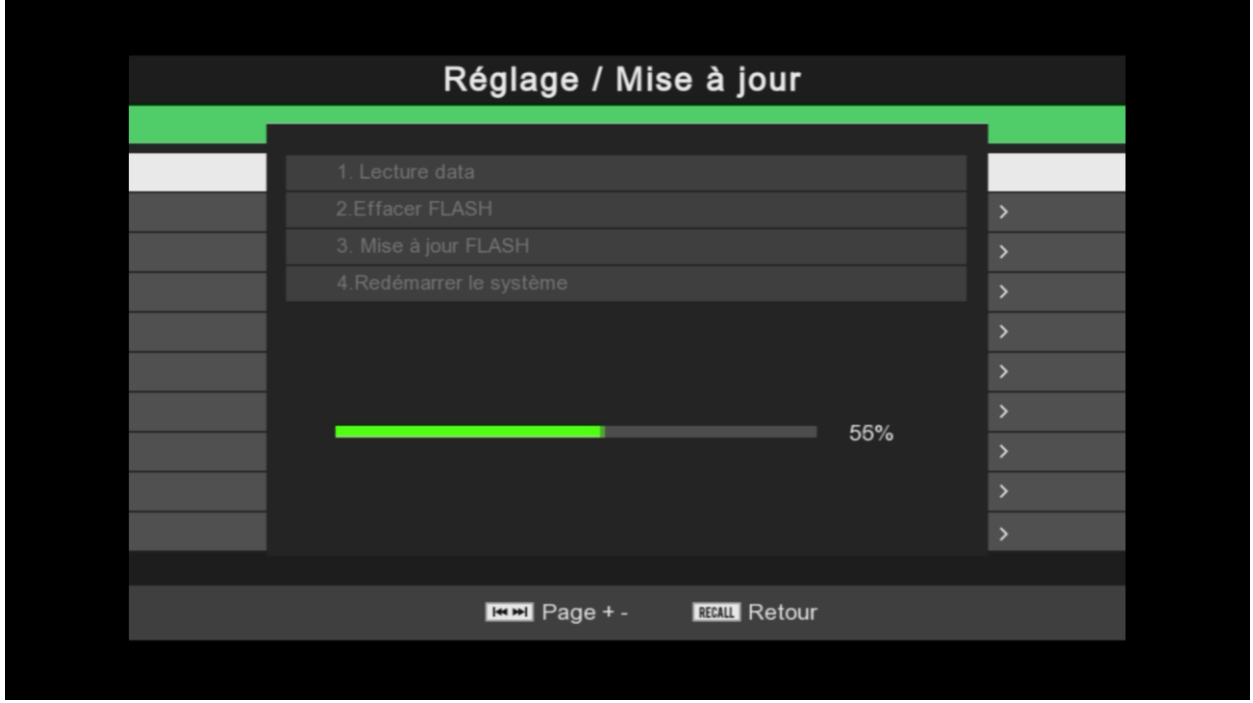 Réglage / Mise à jour
1. Lecture data
2.Effacer FLASH
3. Mise à jour FLASH
4.Redémarrer le système
56%
Page + - RECALL Retour